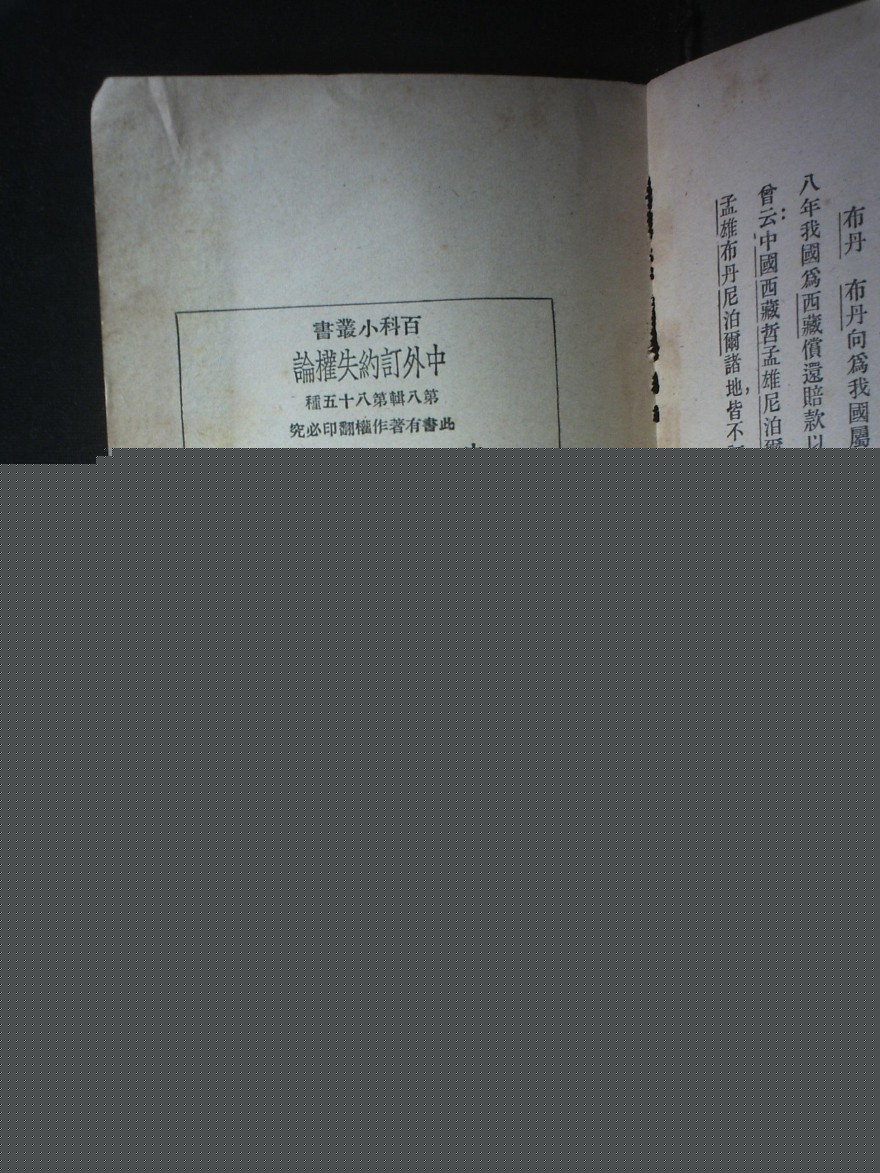 布丹　布丹向為我國屬
八年我國為西藏償還賠款以
曾云：中國西藏哲孟雄尼泊爾
孟雄布丹尼泊爾諸地，皆不
百科小叢書
中外訂約失權論
第八輯第八十五種
此書有著作權翻印必究